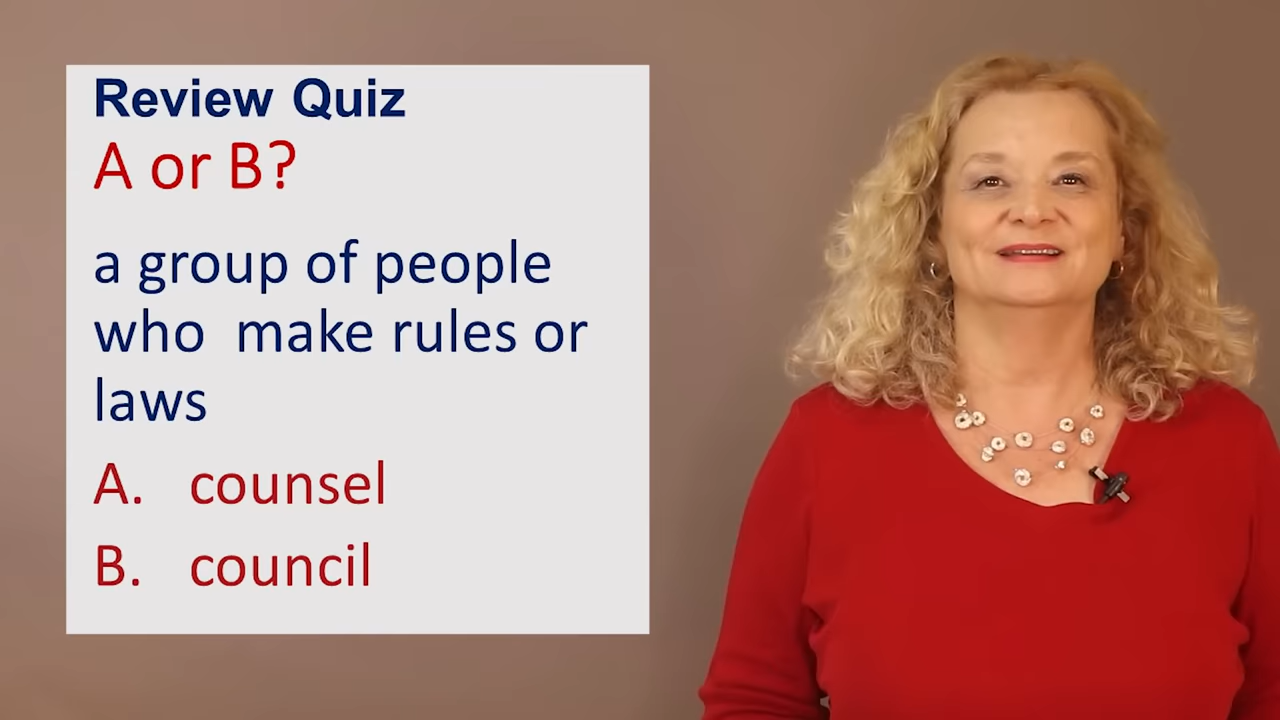 Review Quiz
A or B?
a group of people
who  make rules or
laws
A. counsel
B. council